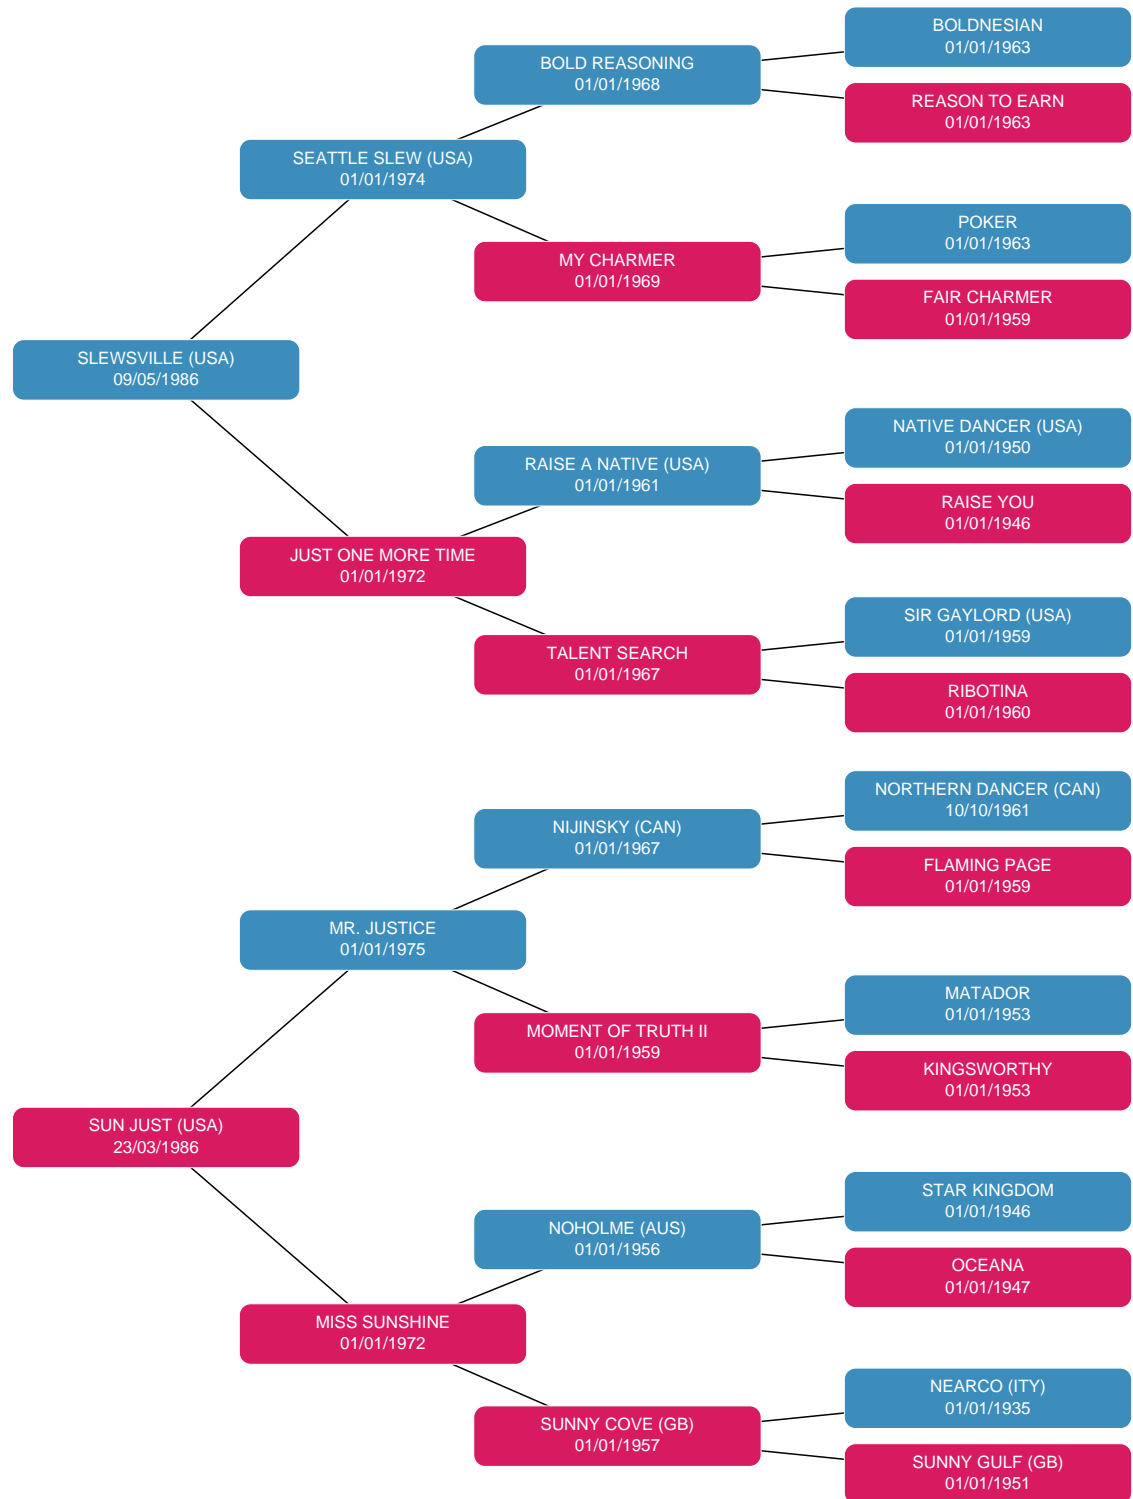 BOLDNESIAN
01/01/1963
BOLD REASONING
01/01/1968
REASON TO EARN
01/01/1963
SEATTLE SLEW (USA)
01/01/1974
POKER
01/01/1963
MY CHARMER
01/01/1969
FAIR CHARMER
01/01/1959
SLEWSVILLE (USA)
09/05/1986
NATIVE DANCER (USA)
01/01/1950
RAISE A NATIVE (USA)
01/01/1961
RAISE YOU
01/01/1946
JUST ONE MORE TIME
01/01/1972
SIR GAYLORD (USA)
01/01/1959
TALENT SEARCH
01/01/1967
RIBOTINA
01/01/1960
NORTHERN DANCER (CAN)
10/10/1961
NIJINSKY (CAN)
01/01/1967
FLAMING PAGE
01/01/1959
MR. JUSTICE
01/01/1975
MATADOR
01/01/1953
MOMENT OF TRUTH II
01/01/1959
KINGSWORTHY
01/01/1953
SUN JUST (USA)
23/03/1986
STAR KINGDOM
01/01/1946
NOHOLME (AUS)
01/01/1956
OCEANA
01/01/1947
MISS SUNSHINE
01/01/1972
NEARCO (ITY)
01/01/1935
SUNNY COVE (GB)
01/01/1957
SUNNY GULF (GB)
01/01/1951